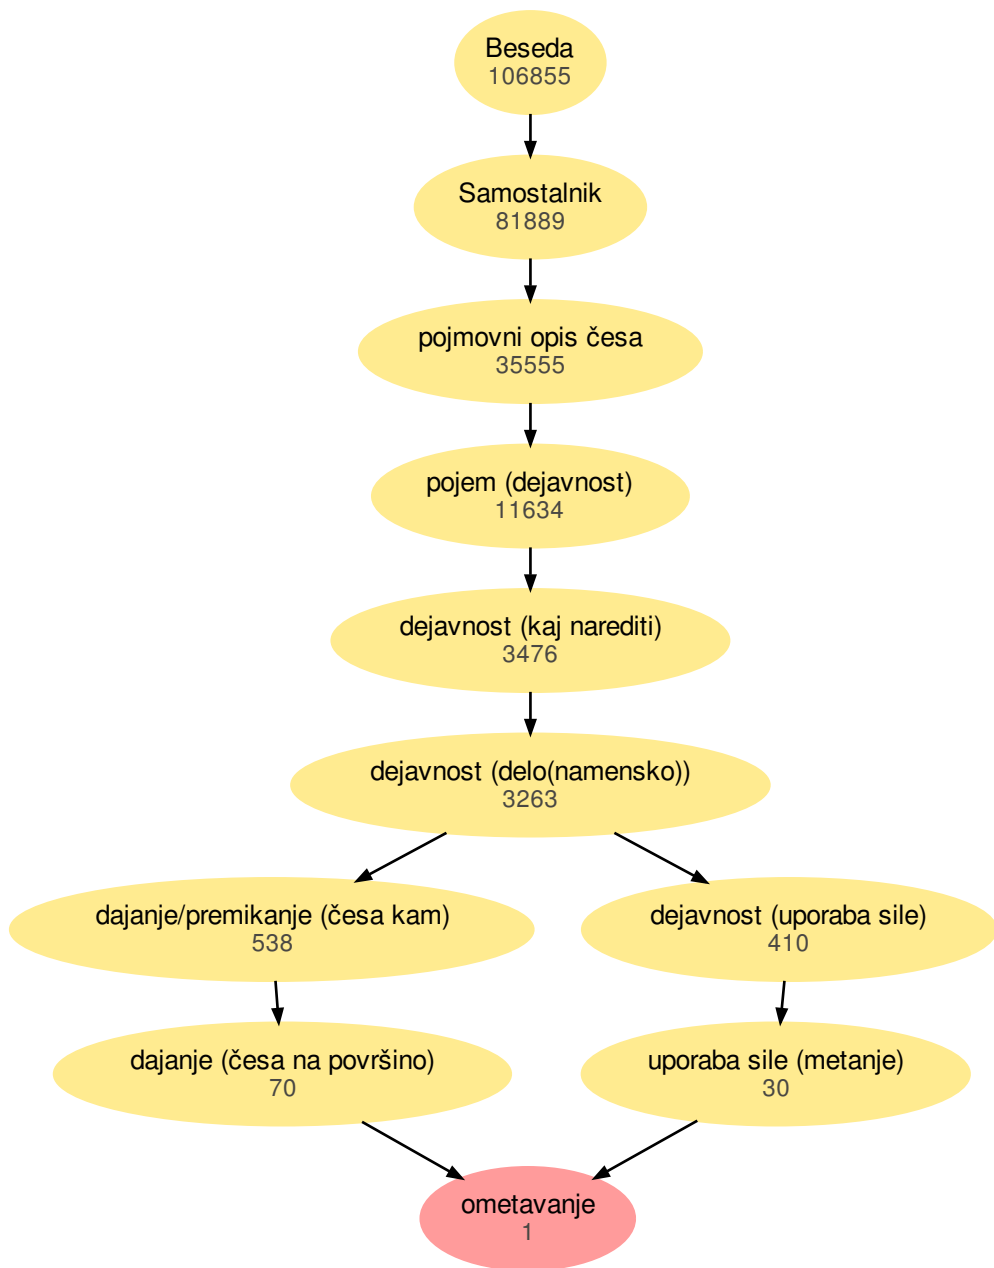 Beseda
106855
Samostalnik
81889
pojmovni opis česa
35555
pojem (dejavnost)
11634
dejavnost (kaj narediti)
3476
dejavnost (delo(namensko))
3263
dajanje/premikanje (česa kam)
538
dejavnost (uporaba sile)
410
dajanje (česa na površino)
70
uporaba sile (metanje)
30
ometavanje
1